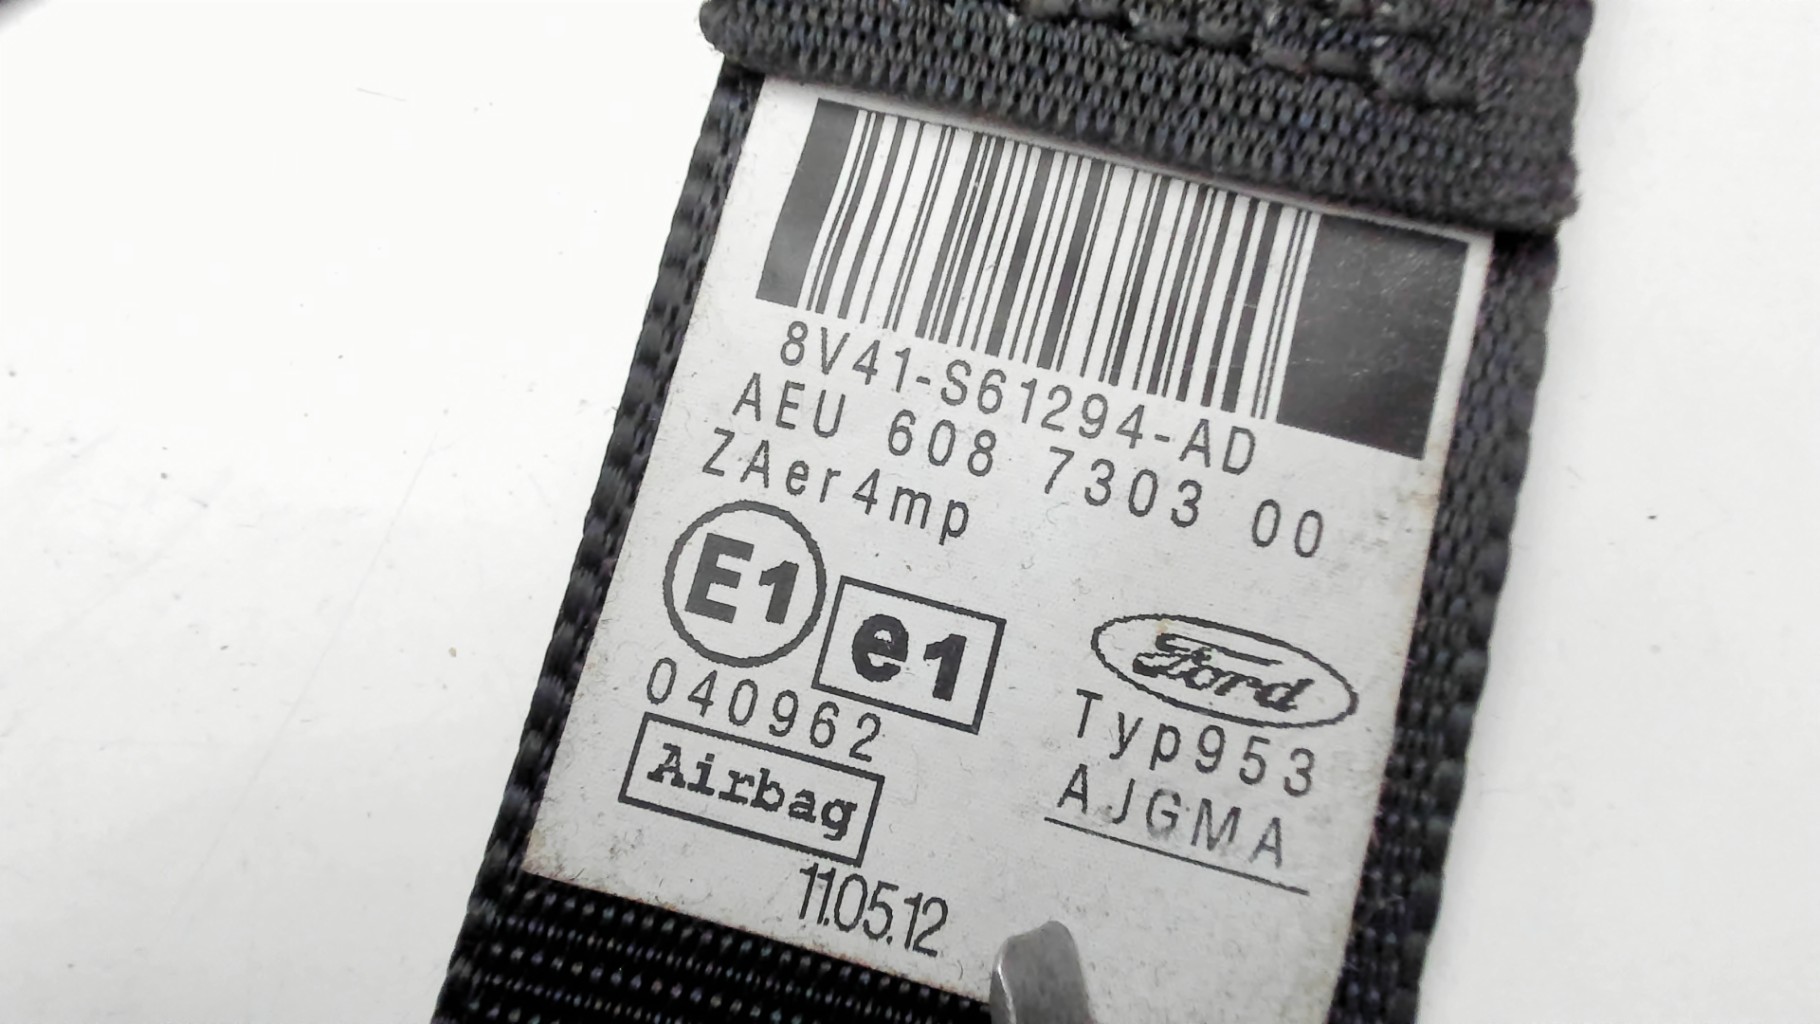 8V41-S61294-AD
AEU 608 7303 00
ZAer4mp
E1
e1
Ford
040962
Typ953
Airbag
AJGMA
11.05.12